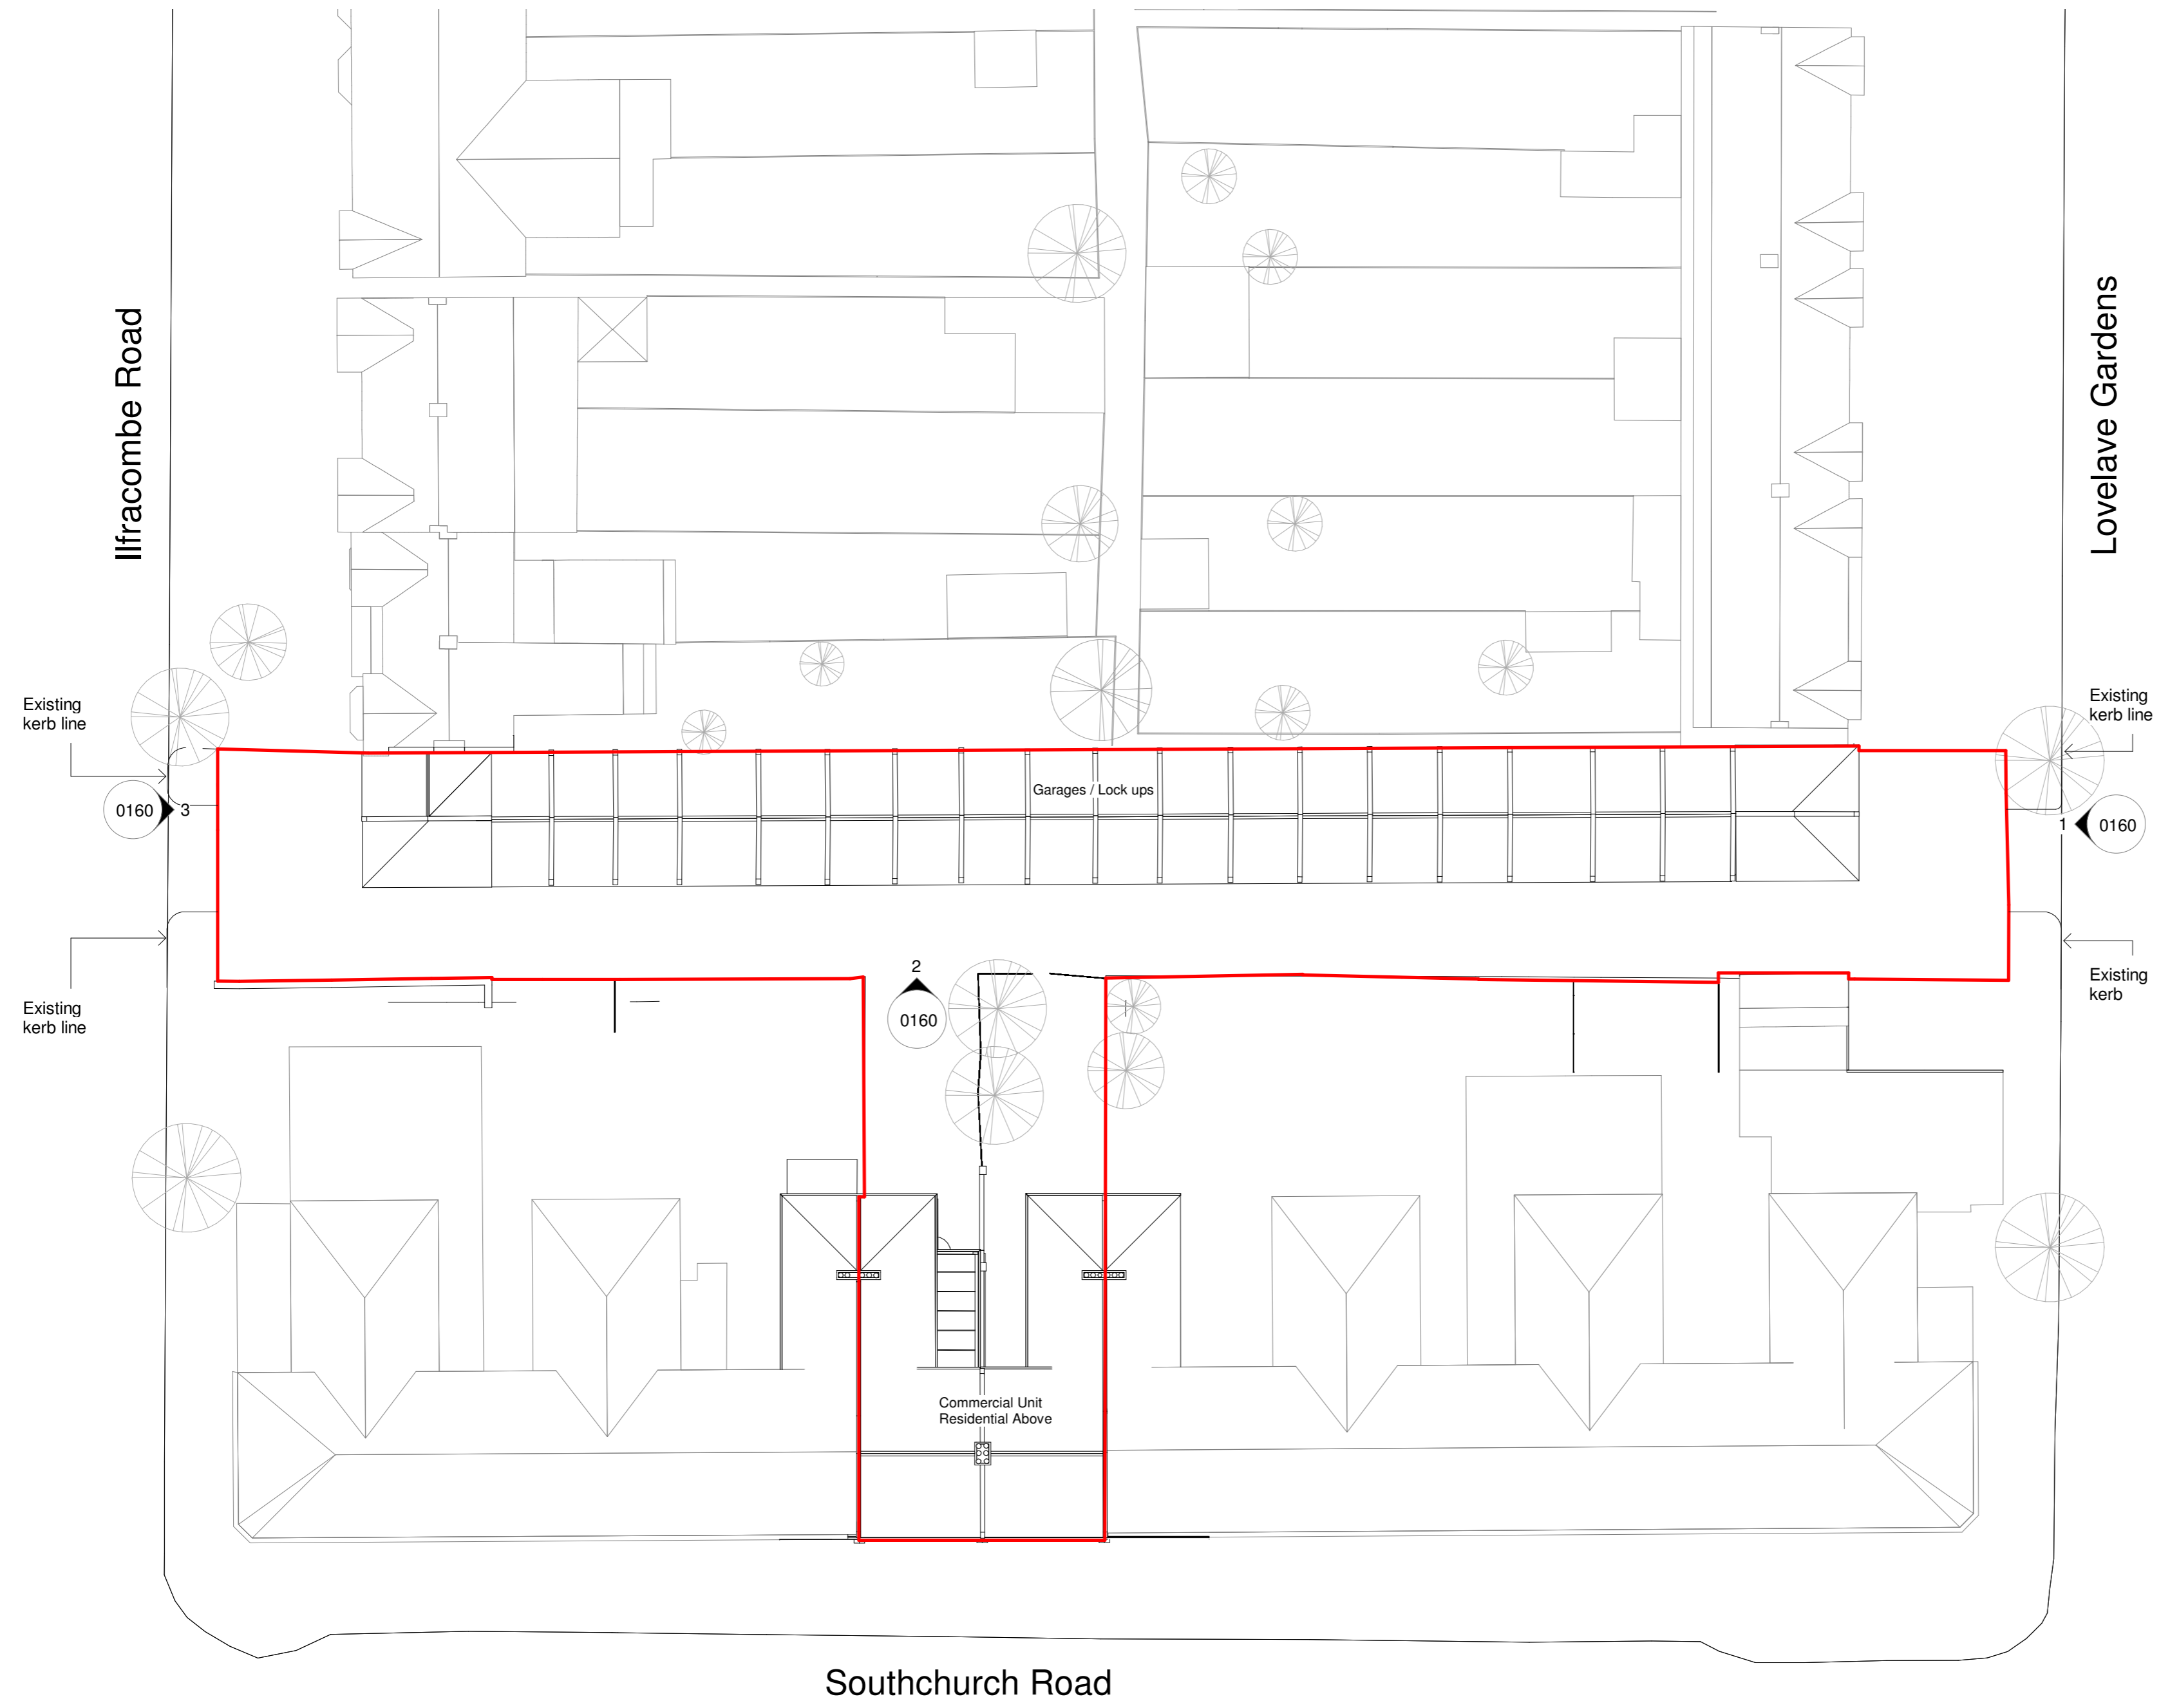 Ilfracombe Road
Lovelave Gardens
Existing
kerb line
Existing
kerb line
0160
3
Garages / Lock ups
1
0160
2
0160
Existing
kerb line
Existing
kerb
Commercial Unit
Residential Above
Southchurch Road